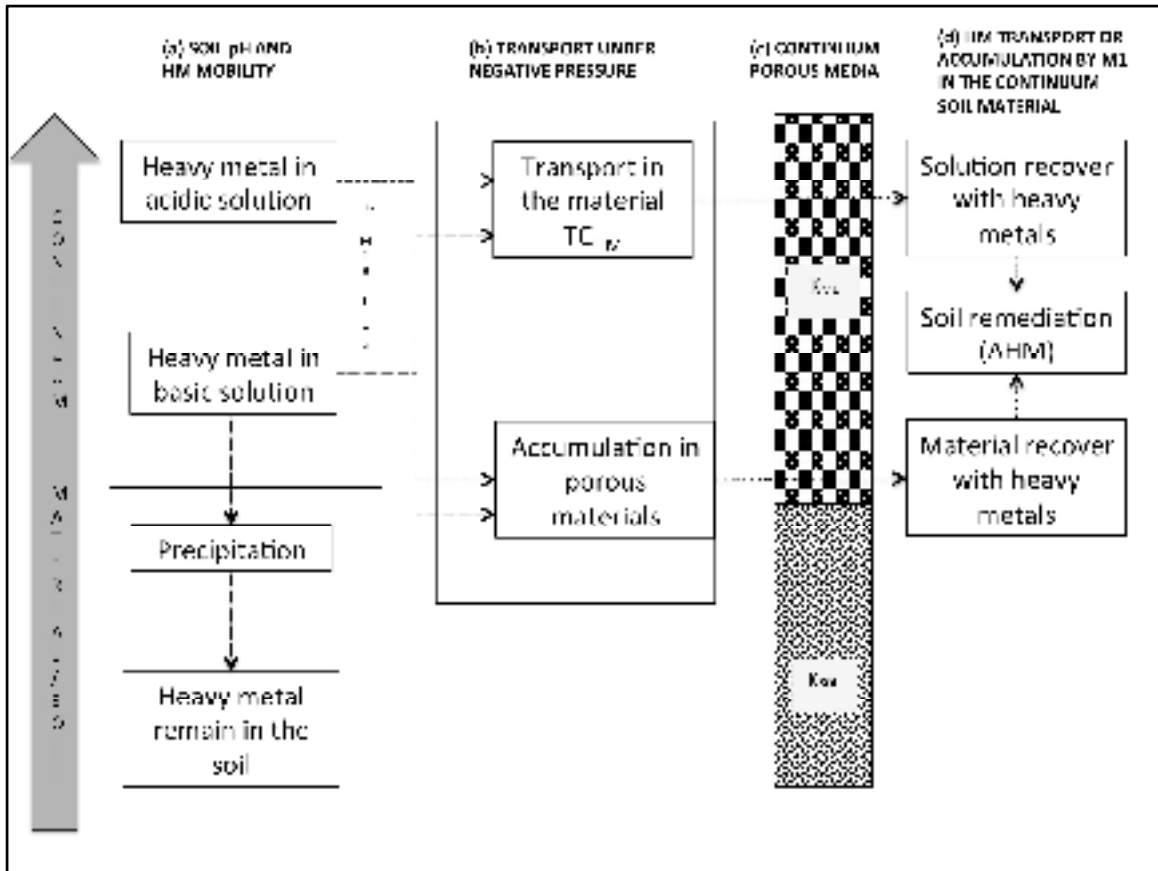 (a) SOIL pH AND
HM MOBILITY
(b) TRANSPORT UNDER
NEGATIVE PRESSURE
(c) CONTINIUM
POROUS MEDIA
(d) HM TRANSPORT OR
ACCUMULATION BY M1
IN THE CONTINUUM
SOIL MATERIAL
Heavy metal in
acidic solution
Heavy metal in
basic solution
Precipitation
Heavy metal
remain in the
soil
Transport in
the material
TC
Accumulation in
porous
materials
Solution recover
with heavy
metals
Soil remediation
(AHM)
Material recover
with heavy
metals